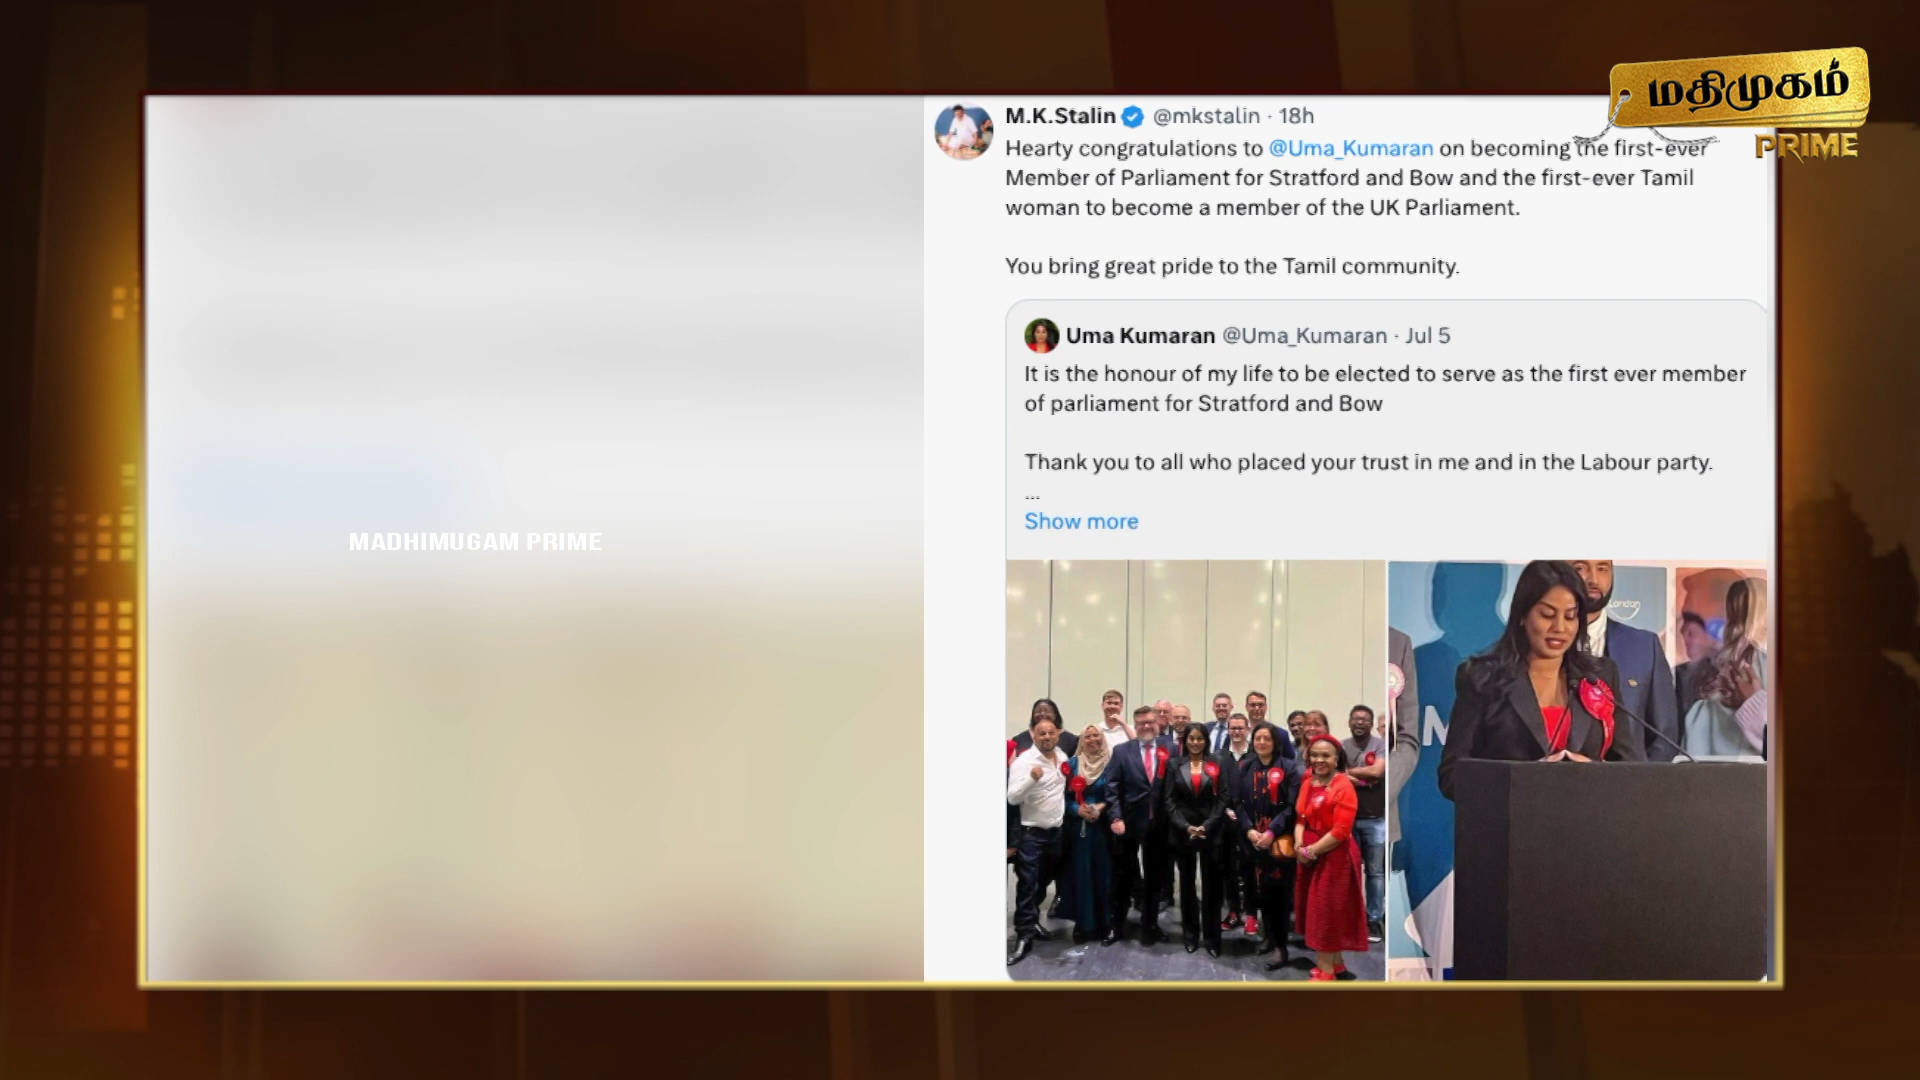 மதிமுகம்
PRIME
M.K.Stalin @mkstalin · 18h
Hearty congratulations to @Uma_Kumaran on becoming the first-ever
Member of Parliament for Stratford and Bow and the first-ever Tamil
woman to become a member of the UK Parliament.
You bring great pride to the Tamil community.
Uma Kumaran @Uma_Kumaran · Jul 5
It is the honour of my life to be elected to serve as the first ever member
of parliament for Stratford and Bow
Thank you to all who placed your trust in me and in the Labour party.
...
Show more
MADHIMUGAM PRIME
London